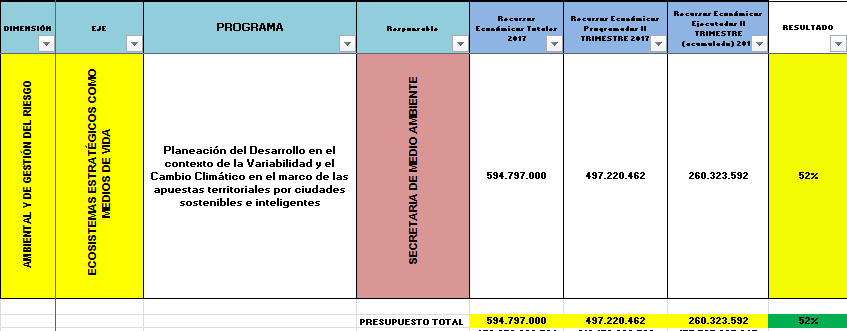 DIMENSIÓN
EJE
PROGRAMA
Responsable
Recursos
Económicos Totales
2017
Recursos Económicos
Programados II
TRIMESTRE 2017
Recursos Económicos
Ejecutados II
TRIMESTRE
(acumulado) 201
RESULTADO
AMBIENTAL Y DE GESTIÓN DEL RIESGO
ECOSISTEMAS ESTRATÉGICOS COMO
MEDIOS DE VIDA
Planeación del Desarrollo en el
contexto de la Variabilidad y el
Cambio Climático en el marco de las
apuestas territoriales por ciudades
sostenibles e inteligentes
SECRETARIA DE MEDIO AMBIENTE
594.797.000
497.220.462
260.323.592
52%
PRESUPUESTO TOTAL
594.797.000
497.220.462
260.323.592
52%